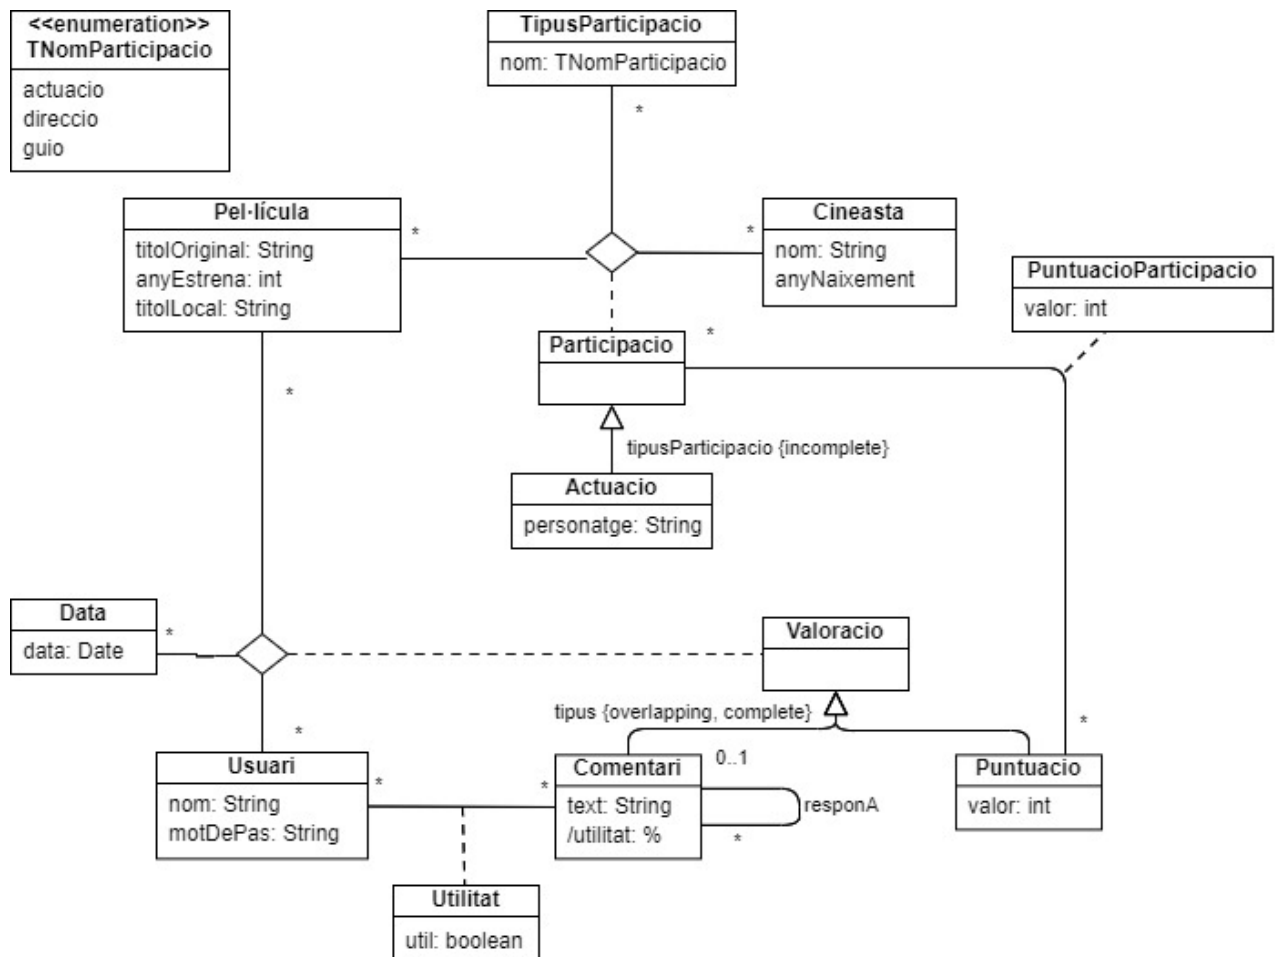 <<enumeration>>
TNomParticipacio
actuacio
direccio
guio
TipusParticipacio
nom: TNomParticipacio
*
Pel·lícula
titolOriginal: String
anyEstrena: int
titolLocal: String
*
*
Cineasta
nom: String
anyNaixement
*
PuntuacioParticipacio
valor: int
Participacio
*
tipusParticipacio {incomplete}
Actuacio
personatge: String
Data
data: Date
*
*
Valoracio
tipus {overlapping, complete}
Usuari
nom: String
motDePas: String
*
*
Comentari
text: String
/utilitat: %
0..1
responA
*
*
Puntuacio
valor: int
Utilitat
util: boolean